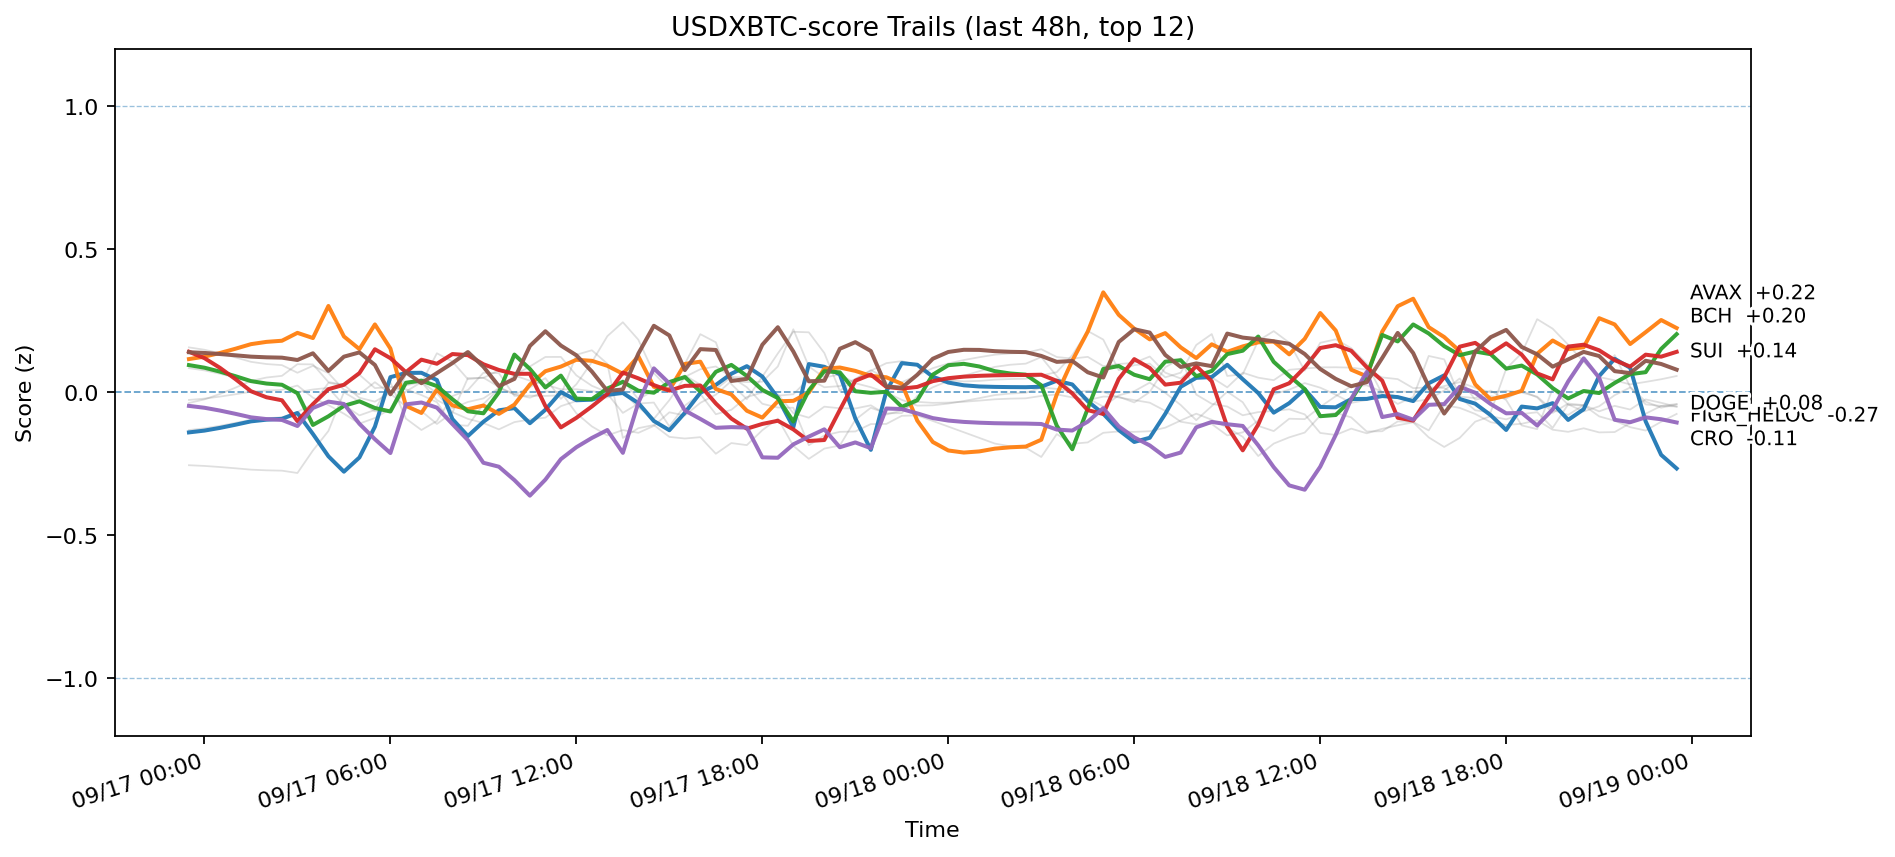 USDXBTC-score Trails (last 48h, top 12)
Score (z)
1.0
0.5
0.0
−0.5
−1.0
AVAX +0.22
BCH +0.20
SUI +0.14
DOGE +0.08
FIGR_HELOC -0.27
CRO -0.11
09/17 00:00
09/17 06:00
09/17 12:00
09/17 18:00
09/18 00:00
09/18 06:00
09/18 12:00
09/18 18:00
09/19 00:00
Time